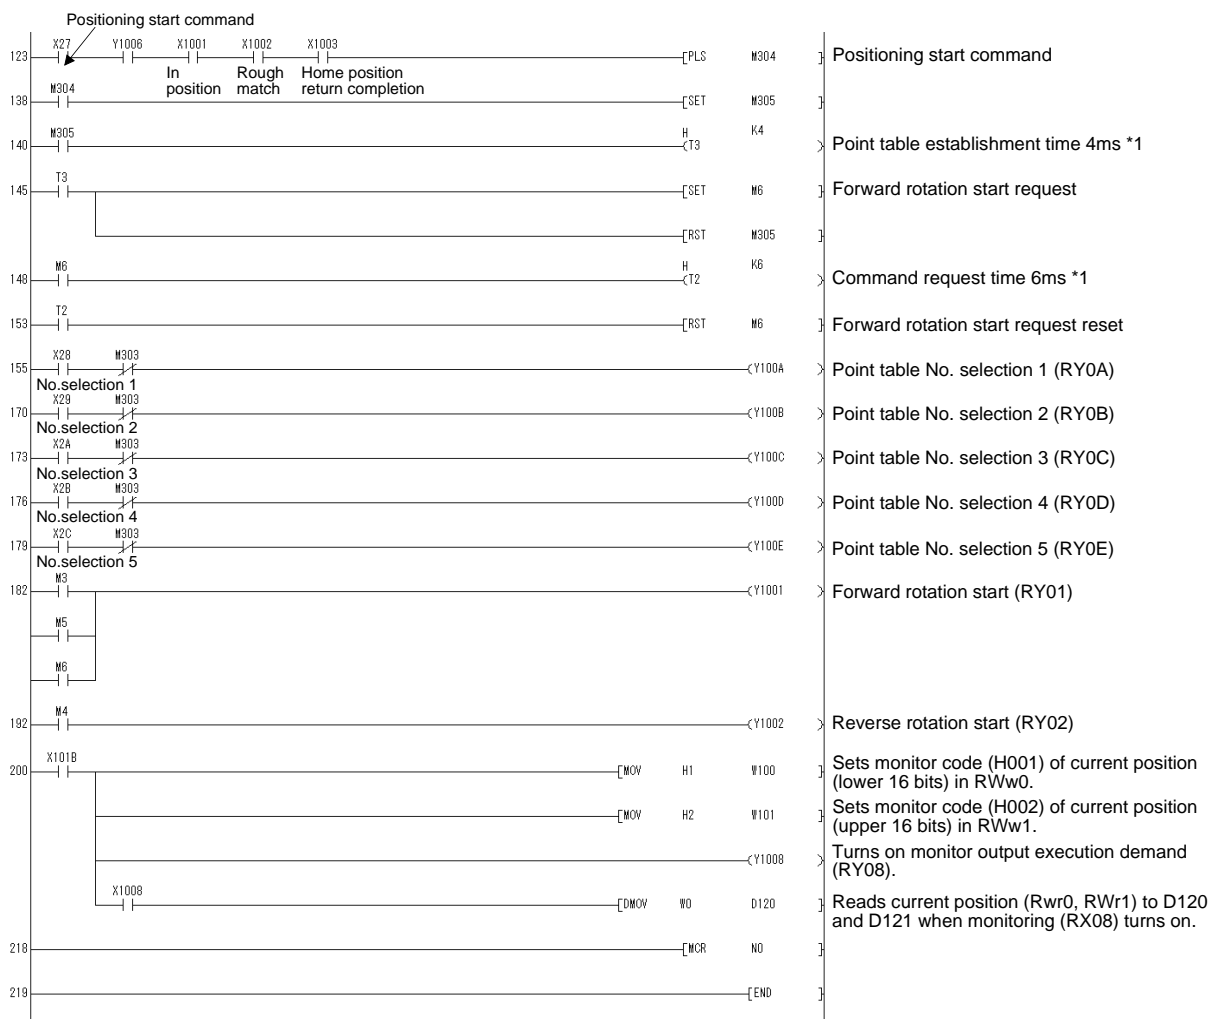 Positioning start command
X27 Y1006 X1001 X1002 X1003
123 [PLS M304 ] Positioning start command
In position Rough match Home position return completion
M304
138 [SET M305 ]
M305 H K4
140 (T3 ) Point table establishment time 4ms *1
T3
145 [SET M6 ] Forward rotation start request
[RST M305 ]
M6 H K6
148 (T2 ) Command request time 6ms *1
T2
153 [RST M6 ] Forward rotation start request reset
X28 M303
155 (Y100A ) Point table No. selection 1 (RY0A)
No.selection 1
X29 M303
170 (Y100B ) Point table No. selection 2 (RY0B)
No.selection 2
X2A M303
173 (Y100C ) Point table No. selection 3 (RY0C)
No.selection 3
X2B M303
176 (Y100D ) Point table No. selection 4 (RY0D)
No.selection 4
X2C M303
179 (Y100E ) Point table No. selection 5 (RY0E)
No.selection 5
M3
182 (Y1001 ) Forward rotation start (RY01)
M5
M6
M4
192 (Y1002 ) Reverse rotation start (RY02)
X101B
200 [MOV H1 W100 ] Sets monitor code (H001) of current position
(lower 16 bits) in RWw0.
[MOV H2 W101 ] Sets monitor code (H002) of current position
(upper 16 bits) in RWw1.
(Y1008 ) Turns on monitor output execution demand
(RY08).
X1008
[DMOV W0 D120 ] Reads current position (Rwr0, RWr1) to D120
and D121 when monitoring (RX08) turns on.
218 [MCR N0 ]
219 [END ]